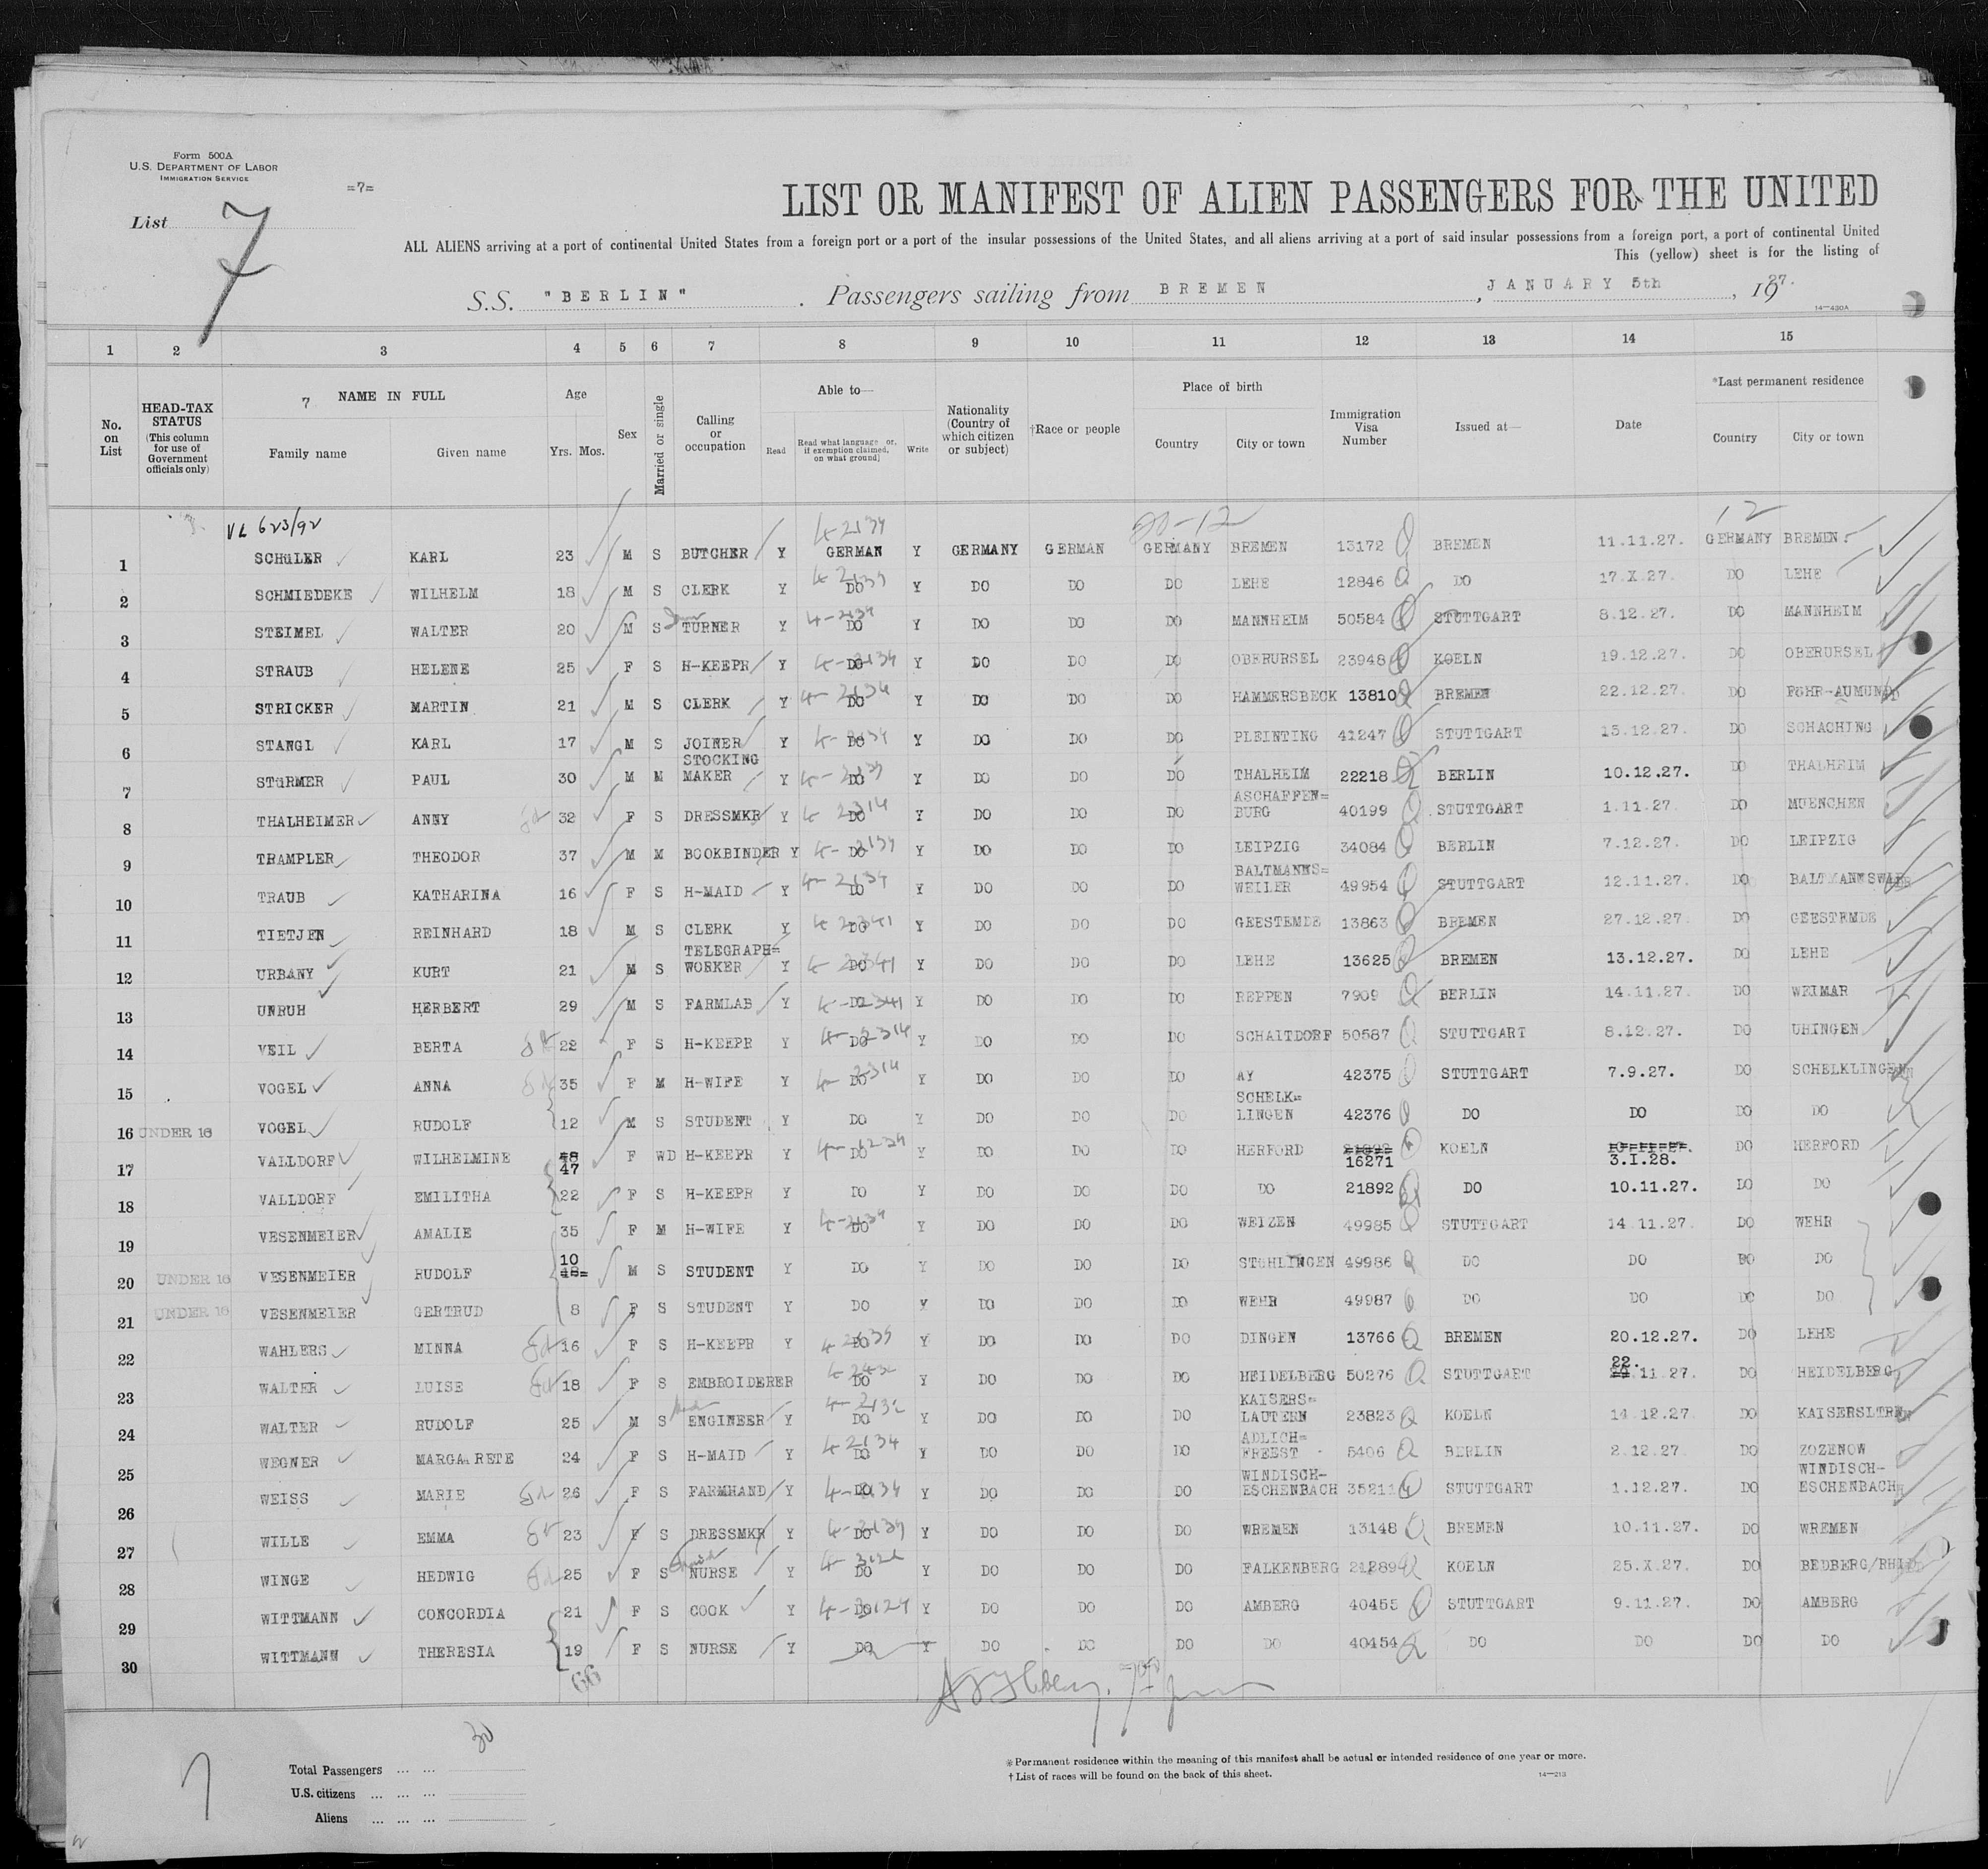 Form 500A
U.S. DEPARTMENT OF LABOR
IMMIGRATION SERVICE
=7=
List 7
LIST OR MANIFEST OF ALIEN PASSENGERS FOR THE UNITED
ALL ALIENS arriving at a port of continental United States from a foreign port or a port of the insular possessions of the United States, and all aliens arriving at a port of said insular possessions from a foreign port, a port of continental United
This (yellow) sheet is for the listing of
S.S. "BERLIN" . Passengers sailing from BREMEN , JANUARY 5th , 19 27.
14—430A
1 2 3 4 5 6 7 8 9 10 11 12 13 14 15
No. on List
HEAD-TAX STATUS (This column for use of Government officials only)
7 NAME IN FULL
Family name Given name
Age
Yrs. Mos.
Sex
Married or single
Calling or occupation
Able to—
Read
Read what language or, if exemption claimed, on what ground]
Write
Nationality (Country of which citizen or subject)
†Race or people
Place of birth
Country City or town
Immigration Visa Number
Issued at—
Date
*Last permanent residence
Country City or town
VL 623/92 4-2134 20-12 12
1 SCHüLER KARL 23 M S BUTCHER Y GERMAN Y GERMANY GERMAN GERMANY BREMEN 13172 BREMEN 11.11.27. GERMANY BREMEN
2 SCHMIEDEKE WILHELM 18 M S CLERK Y DO Y DO DO DO LEHE 12846 DO 17.X.27. DO LEHE
3 STEIMEL WALTER 20 M S TURNER Y DO Y DO DO DO MANNHEIM 50584 STUTTGART 8.12.27. DO MANNHEIM
4 STRAUB HELENE 25 F S H-KEEPR Y DO Y DO DO DO OBERURSEL 23948 KOELN 19.12.27. DO OBERURSEL
5 STRICKER MARTIN 21 M S CLERK Y DO Y DO DO DO HAMMERSBECK 13810 BREMEN 22.12.27. DO FäHR-AUMUND
6 STANGL KARL 17 M S JOINER Y DO Y DO DO DO PLEINTING 41247 STUTTGART 15.12.27. DO SCHACHING
7 STüRMER PAUL 30 M M STOCKING MAKER Y DO Y DO DO DO THALHEIM 22218 BERLIN 10.12.27. DO THALHEIM
8 THALHEIMER ANNY 32 F S DRESSMKR Y DO Y DO DO DO ASCHAFFEN=BURG 40199 STUTTGART 1.11.27. DO MUENCHEN
9 TRAMPLER THEODOR 37 M M BOOKBINDER Y DO Y DO DO DO LEIPZIG 34084 BERLIN 7.12.27. DO LEIPZIG
10 TRAUB KATHARINA 16 F S H-MAID Y DO Y DO DO DO BALTMANNS=WEILER 49954 STUTTGART 12.11.27. DO
11 TIETJEN REINHARD 18 M S CLERK Y DO Y DO DO DO GEESTEMDE 13863 BREMEN 27.12.27. DO GEESTEMDE
12 URBANY KURT 21 M S TELEGRAPH=WORKER Y DO Y DO DO DO LEHE 13625 BREMEN 13.12.27. DO LEHE
13 UNRUH HERBERT 29 M S FARMLAB Y DO Y DO DO DO REPPEN 7909 BERLIN 14.11.27. DO WEIMAR
14 VEIL BERTA 22 F S H-KEEPR Y DO Y DO DO DO SCHAITDORF 50587 STUTTGART 8.12.27. DO UHINGEN
15 VOGEL ANNA 35 F M H-WIFE Y DO Y DO DO DO AY 42375 STUTTGART 7.9.27. DO SCHELKLINGEN
16 UNDER 16 VOGEL RUDOLF 12 M S STUDENT Y DO Y DO DO DO SCHELK=LINGEN 42376 DO DO DO DO
17 VALLDORF WILHELMINE 48 47 F WD H-KEEPR Y DO Y DO DO DO HERFORD 16271 KOELN 3.I.28. DO HERFORD
18 VALLDORF EMILITHA 22 F S H-KEEPR Y DO Y DO DO DO DO 21892 DO 10.11.27. DO DO
19 VESENMEIER AMALIE 35 F M H-WIFE Y DO Y DO DO DO WEIZEN 49985 STUTTGART 14.11.27. DO WEHR
20 UNDER 16 VESENMEIER RUDOLF 10 M S STUDENT Y DO Y DO DO DO STüHLINGEN 49986 DO DO DO DO
21 UNDER 16 VESENMEIER GERTRUD 8 F S STUDENT Y DO Y DO DO DO WEHR 49987 DO DO DO DO
22 WAHLERS MINNA 16 F S H-KEEPR Y DO Y DO DO DO DINGEN 13766 BREMEN 20.12.27. DO LEHE
23 WALTER LUISE 18 F S EMBROIDERER DO Y DO DO DO HEIDELBERG 50276 STUTTGART 22.11.27. DO HEIDELBERG
24 WALTER RUDOLF 25 M S ENGINEER Y DO Y DO DO DO KAISERS=LAUTERN 23823 KOELN 14.12.27. DO KAISERSLTRN
25 WEGNER MARGARETE 24 F S H-MAID Y DO Y DO DO DO ADLICH=FREEST 5406 BERLIN 2.12.27. DO ZOZENOW
26 WEISS MARIE 26 F S FARMHAND Y DO Y DO DO DO WINDISCH-ESCHENBACH 35211 STUTTGART 1.12.27. DO WINDISCH-ESCHENBACH
27 WILLE EMMA 23 F S DRESSMKR Y DO Y DO DO DO WREMEN 13148 BREMEN 10.11.27. DO WREMEN
28 WINGE HEDWIG 25 F S NURSE Y DO Y DO DO DO FALKENBERG 21289 KOELN 25.X.27. DO
29 WITTMANN CONCORDIA 21 F S COOK Y DO Y DO DO DO AMBERG 40455 STUTTGART 9.11.27. DO AMBERG
30 WITTMANN THERESIA 19 F S NURSE Y DO Y DO DO DO DO 40454 DO DO DO DO
66
30
7
Total Passengers ... ...
U.S. citizens ... ... ...
Aliens ... ... ...
*Permanent residence within the meaning of this manifest shall be actual or intended residence of one year or more.
†List of races will be found on the back of this sheet.
14—213